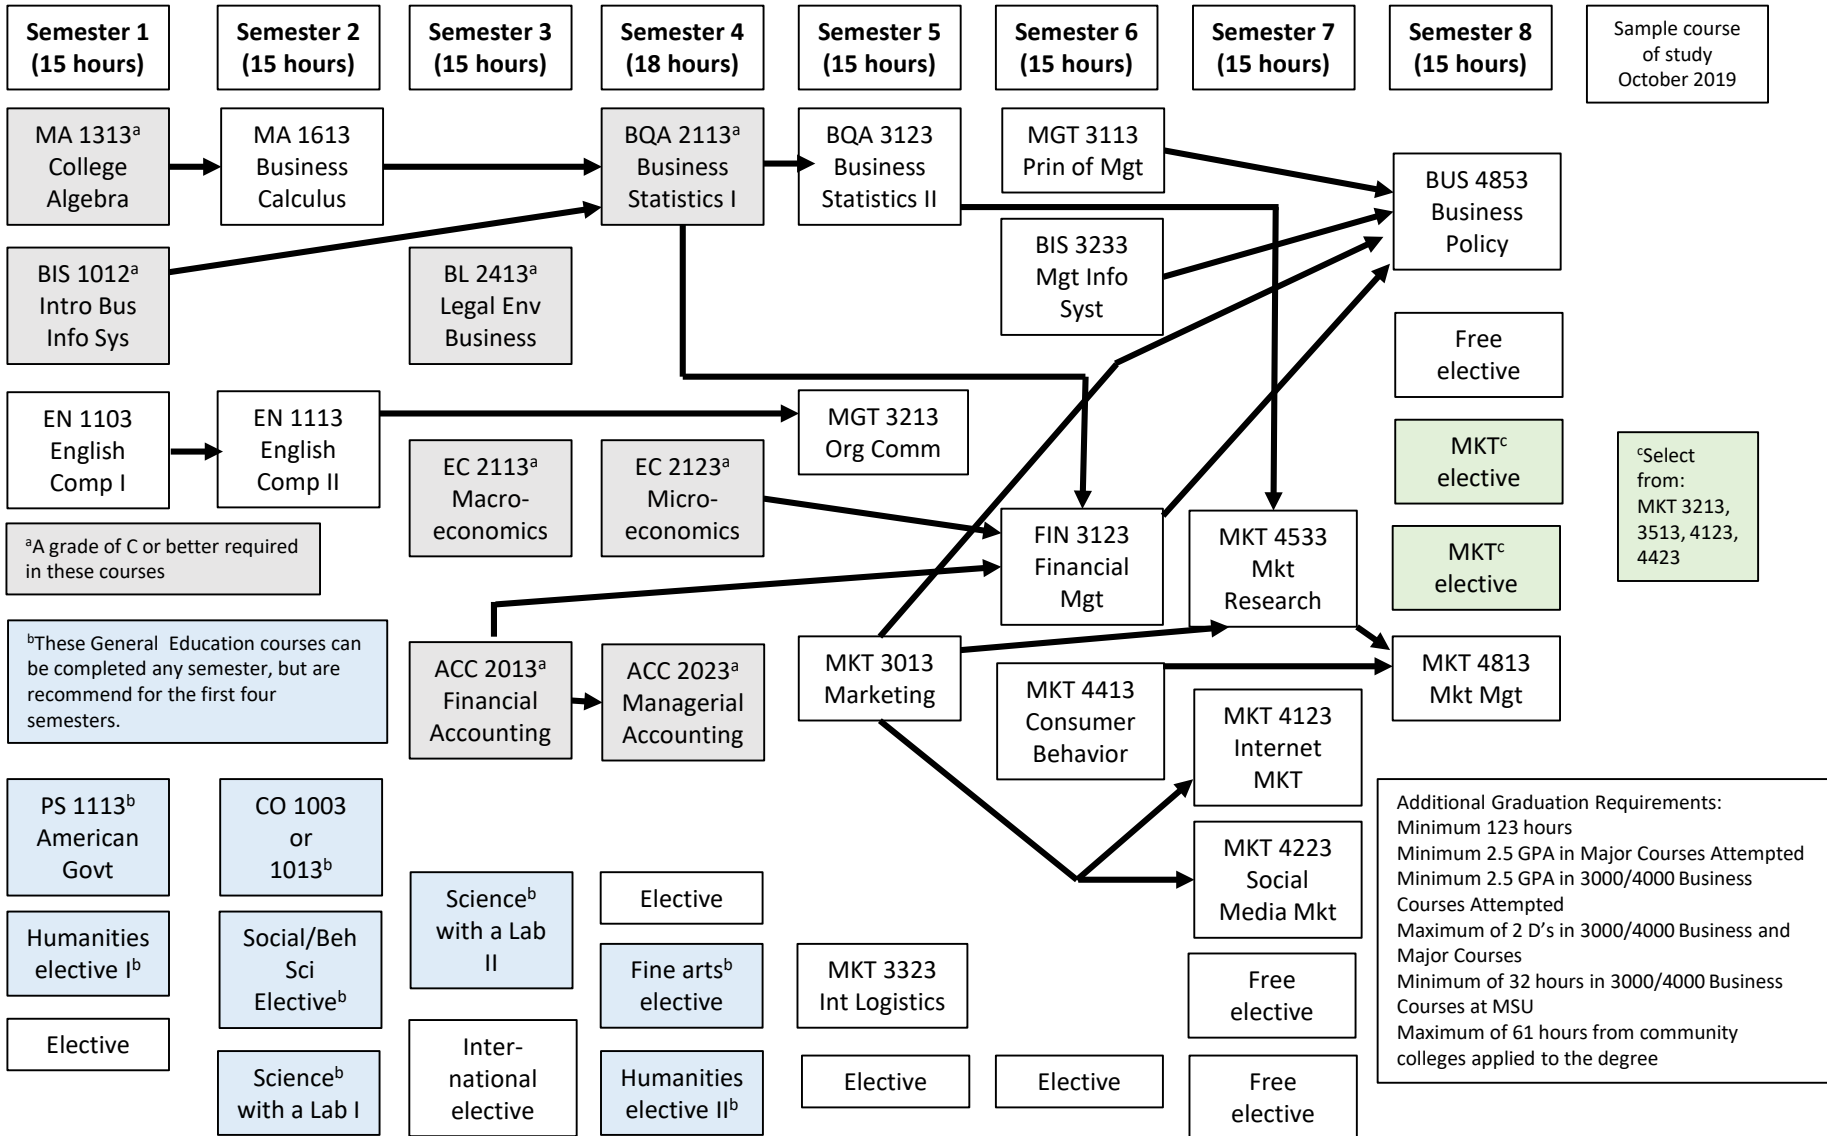 Semester 1
(15 hours)
Semester 2
(15 hours)
Semester 3
(15 hours)
Semester 4
(18 hours)
Semester 5
(15 hours)
Semester 6
(15 hours)
Semester 7
(15 hours)
Semester 8
(15 hours)
Sample course
of study
October 2019
MA 1313ᵃ
College
Algebra
MA 1613
Business
Calculus
BQA 2113ᵃ
Business
Statistics I
BQA 3123
Business
Statistics II
MGT 3113
Prin of Mgt
BUS 4853
Business
Policy
BIS 1012ᵃ
Intro Bus
Info Sys
BL 2413ᵃ
Legal Env
Business
BIS 3233
Mgt Info
Syst
Free
elective
EN 1103
English
Comp I
EN 1113
English
Comp II
MGT 3213
Org Comm
EC 2113ᵃ
Macro-
economics
EC 2123ᵃ
Micro-
economics
MKTᶜ
elective
ᶜSelect
from:
MKT 3213,
3513, 4123,
4423
ᵃA grade of C or better required
in these courses
FIN 3123
Financial
Mgt
MKT 4533
Mkt
Research
MKTᶜ
elective
ᵇThese General  Education courses can
be completed any semester, but are
recommend for the first four
semesters.
ACC 2013ᵃ
Financial
Accounting
ACC 2023ᵃ
Managerial
Accounting
MKT 3013
Marketing
MKT 4413
Consumer
Behavior
MKT 4123
Internet
MKT
MKT 4813
Mkt Mgt
PS 1113ᵇ
American
Govt
CO 1003
or
1013ᵇ
Science ᵇ
with a Lab
II
Elective
MKT 4223
Social
Media Mkt
Additional Graduation Requirements:
Minimum 123 hours
Minimum 2.5 GPA in Major Courses Attempted
Minimum 2.5 GPA in 3000/4000 Business
Courses Attempted
Maximum of 2 D’s in 3000/4000 Business and
Major Courses
Minimum of 32 hours in 3000/4000 Business
Courses at MSU
Maximum of 61 hours from community
colleges applied to the degree
Humanities
elective Iᵇ
Social/Beh
Sci
Electiveᵇ
Fine artsᵇ
elective
MKT 3323
Int Logistics
Free
elective
Elective
Scienceᵇ
with a Lab I
Inter-
national
elective
Humanities
elective IIᵇ
Elective
Elective
Free
elective